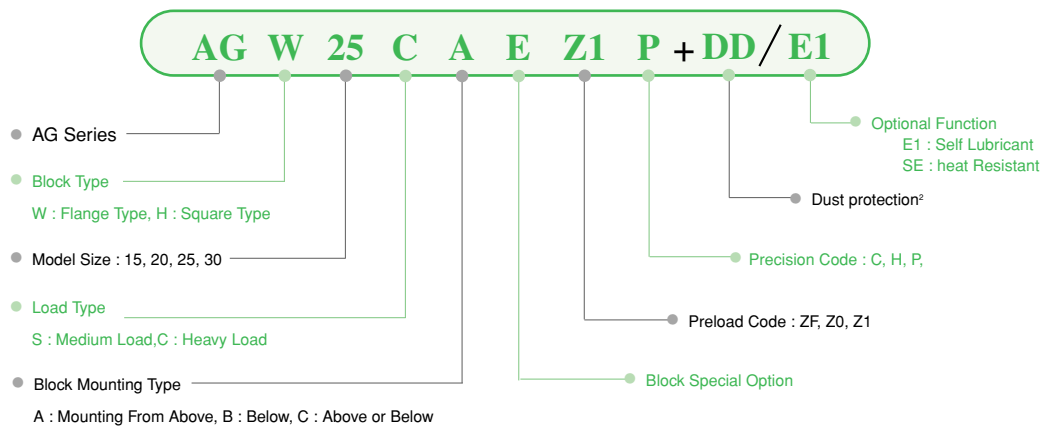 AG W 25 C A E Z1 P + DD / E1
AG Series
Block Type
W : Flange Type, H : Square Type
Model Size : 15, 20, 25, 30
Load Type
S : Medium Load,C : Heavy Load
Block Mounting Type
A : Mounting From Above, B : Below, C : Above or Below
Optional Function
E1 : Self Lubricant
SE : heat Resistant
Dust protection²
Precision Code : C, H, P,
Preload Code : ZF, Z0, Z1
Block Special Option